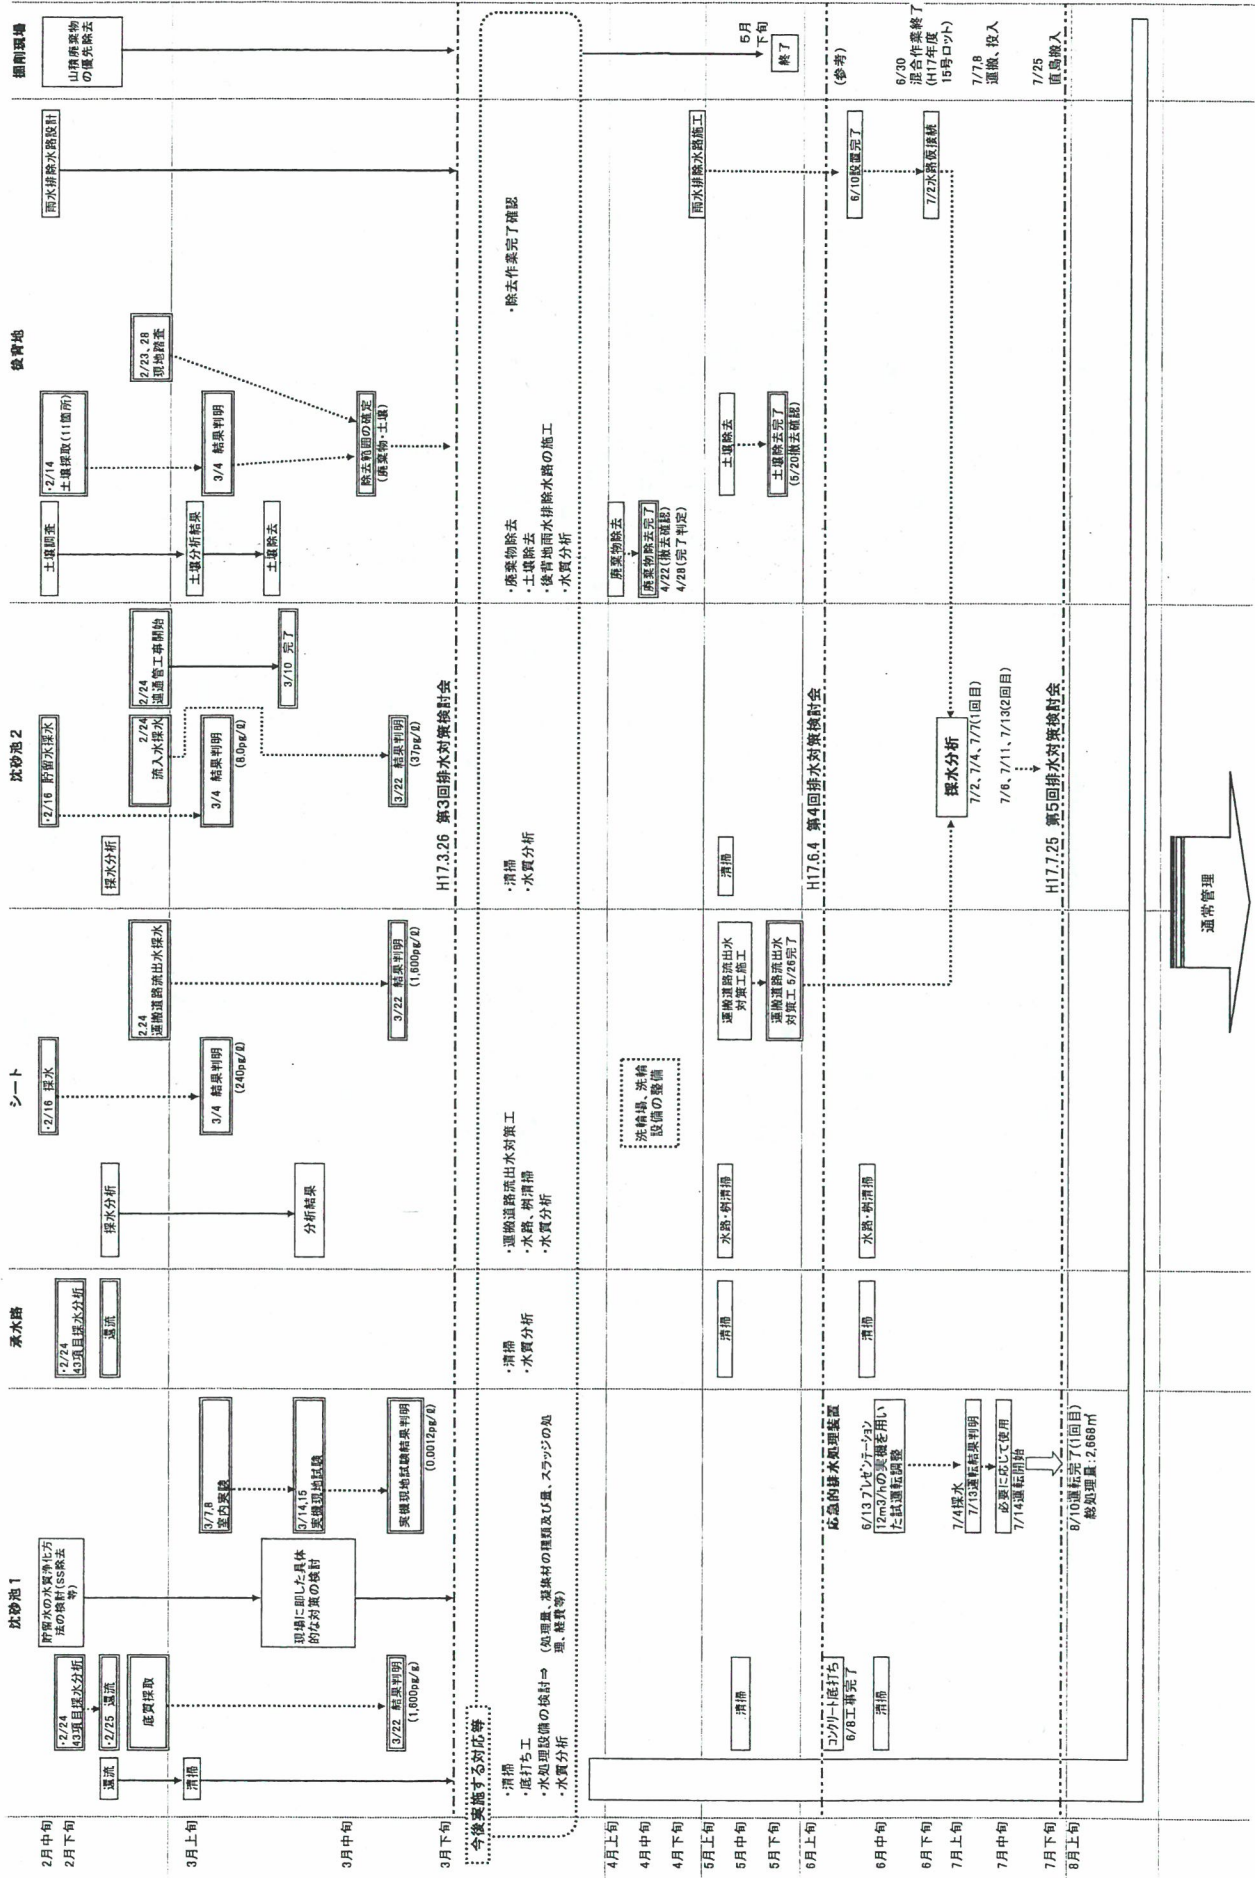 沈砂池1
承水路
シート
沈砂池2
後背地
掘削現場
2月中旬
2月下旬
3月上旬
3月中旬
3月下旬
4月上旬
4月中旬
4月下旬
5月上旬
5月中旬
5月下旬
6月上旬
6月中旬
6月下旬
7月上旬
7月中旬
7月下旬
8月上旬
還流
清掃
・2/24
43項目採水分析
・2/25 還流
底質採取
3/22 結果判明
(1,600pg/g)
貯留水の水質浄化方
法の検討(SS除去
等)
現場に即した具体
的な対策の検討
3/7,8
室内実験
3/14,15
実機現地試験
実機現地試験結果判明
(0.0012pg/ℓ)
・2/24
43項目採水分析
還流
採水分析
分析結果
・2/16 採水
3/4 結果判明
(240pg/ℓ)
2.24
運搬道路流出水採水
3/22 結果判明
(1,600pg/ℓ)
採水分析
・2/16 貯留水採水
3/4 結果判明
(8.0pg/ℓ)
2/24
流入水採水
3/22 結果判明
(37pg/ℓ)
2/24
連通管工事開始
3/10 完了
土壌調査
土壌分析結果
土壌除去
・2/14
土壌採取(11箇所)
3/4 結果判明
2/23、28
現地踏査
除去範囲の確定
(廃棄物・土壌)
雨水排除水路設計
山積廃棄物
の優先除去
H17.3.26 第3回排水対策検討会
今後実施する対応等
・清掃
・底打ち工
・水処理設備の検討⇒ (処理量、凝集材の種類及び量、スラッジの処
理、経費等)
・水質分析
・清掃
・水質分析
・運搬道路流出水対策工
・水路、桝清掃
・水質分析
・清掃
・水質分析
・廃棄物除去
・土壌除去
・後背地雨水排除水路の施工
・水質分析
・除去作業完了確認
清掃
コンクリート底打ち
6/8工事完了
清掃
応急的排水処理装置
6/13 プレゼンテーション
12m3/hの実機を用い
た試運転調整
7/4採水
7/13運転結果判明
必要に応じて使用
7/14運転開始
8/10運転完了(1回目)
総処理量:2,668㎥
清掃
清掃
水路・桝清掃
水路・桝清掃
洗輪場、洗輪
設備の整備
運搬道路流出水
対策工施工
運搬道路流出水
対策工 5/26完了
清掃
H17.6.4 第4回排水対策検討会
採水分析
7/2、7/4、7/7(1回目)
7/6、7/11、7/13(2回目)
H17.7.25 第5回排水対策検討会
廃棄物除去
廃棄物除去完了
4/22(撤去確認)
4/28(完了判定)
土壌除去
土壌除去完了
(5/20撤去確認)
雨水排除水路施工
6/10設置完了
7/2水路仮接続
5月
下旬
終了
(参考)
6/30
混合作業終了
(H17年度
15号ロット)
7/7,8
運搬、投入
7/25
直島搬入
通常管理